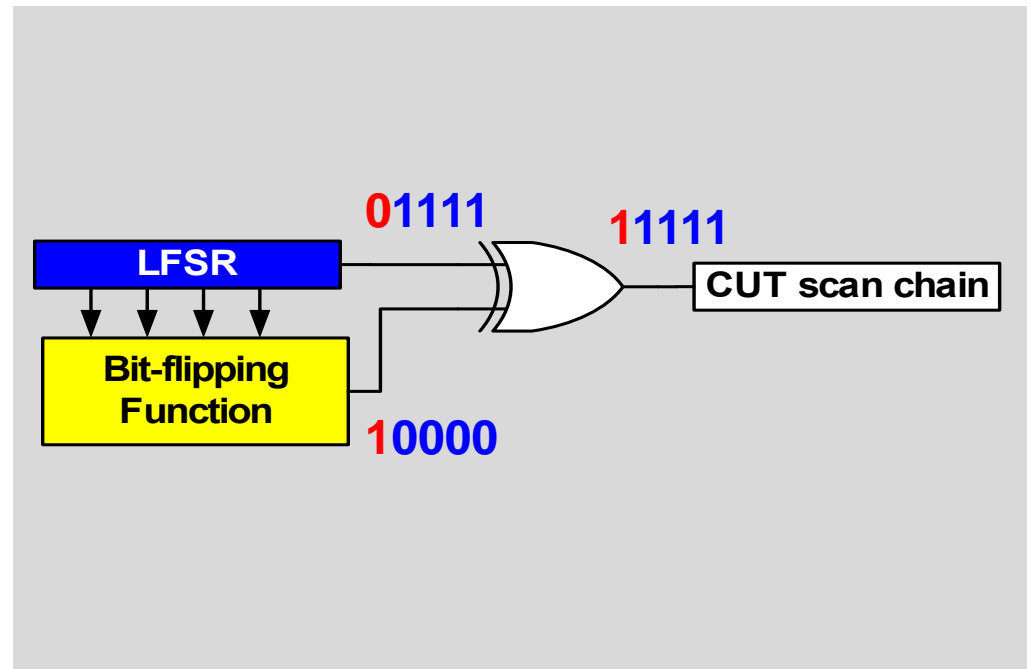 01111
11111
LFSR
CUT scan chain
Bit-flipping
Function
10000